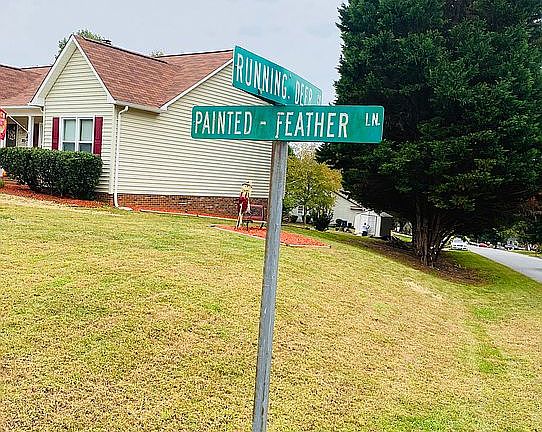 RUNNING. DEER
PAINTED - FEATHER LN.